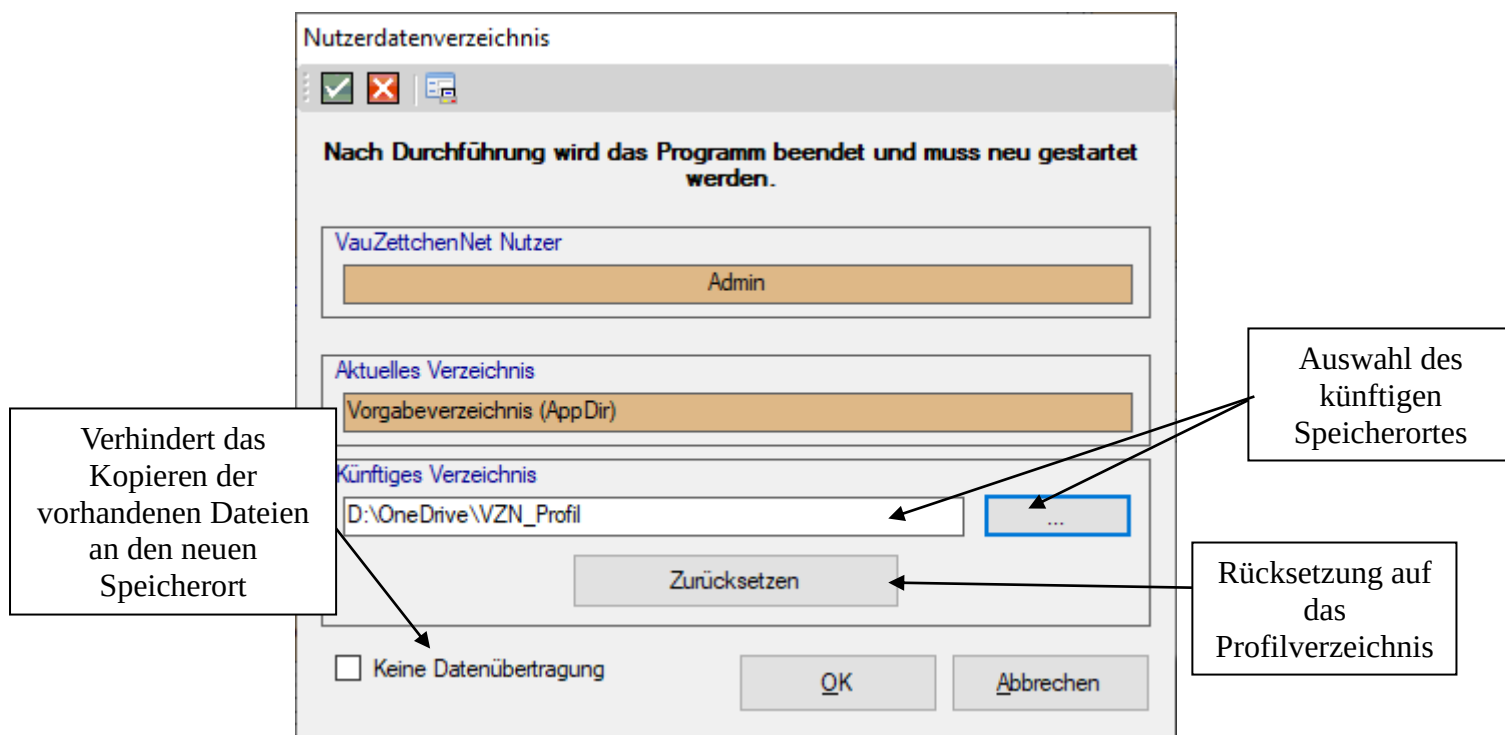 Nutzerdatenverzeichnis
Nach Durchführung wird das Programm beendet und muss neu gestartet
werden.
VauZettchenNet Nutzer
Admin
Aktuelles Verzeichnis
Vorgabeverzeichnis (AppDir)
Künftiges Verzeichnis
D:\OneDrive\VZN_Profil
...
Zurücksetzen
Keine Datenübertragung
OK
Abbrechen
Verhindert das
Kopieren der
vorhandenen Dateien
an den neuen
Speicherort
Auswahl des
künftigen
Speicherortes
Rücksetzung auf
das
Profilverzeichnis